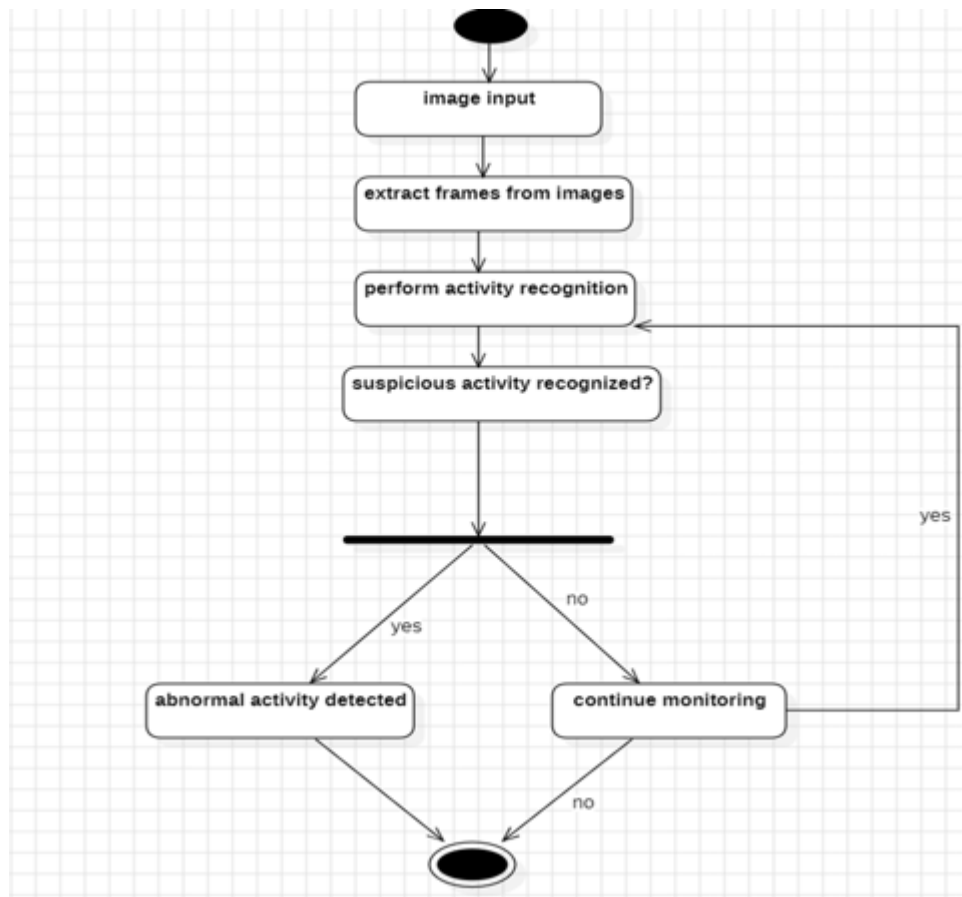 image input
extract frames from images
perform activity recognition
suspicious activity recognized?
yes
no
yes
abnormal activity detected
continue monitoring
no